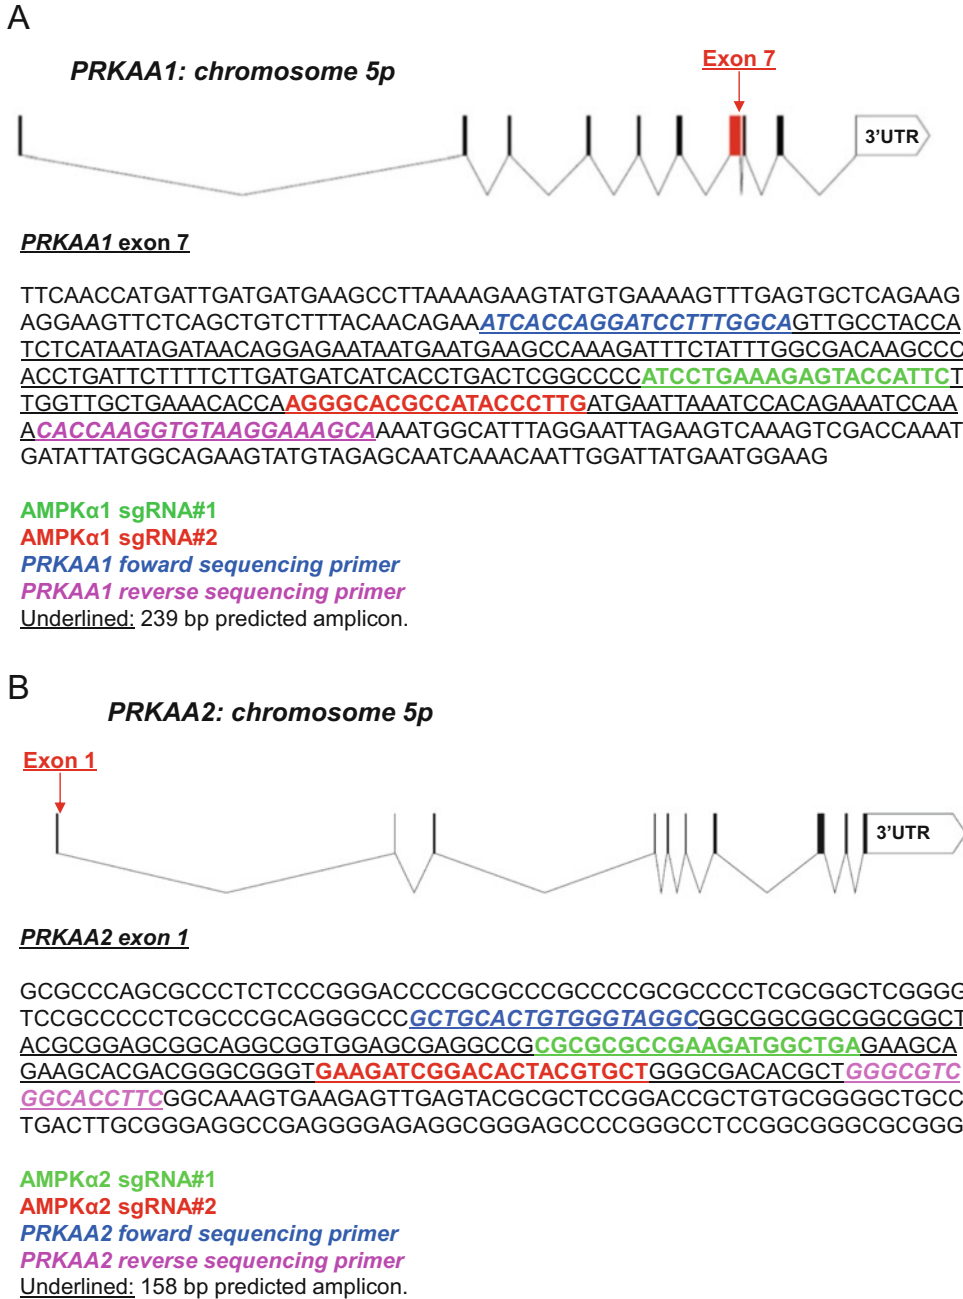 A
PRKAA1: chromosome 5p
Exon 7
3'UTR
PRKAA1 exon 7
TTCAACCATGATTGATGATGAAGCCTTAAAAGAAGTATGTGAAAAGTTTGAGTGCTCAGAAG
AGGAAGTTCTCAGCTGTCTTTACAACAGAAATCACCAGGATCCTTTGGCAGTTGCCTACCA
TCTCATAATAGATAACAGGAGAATAATGAATGAAGCCAAAGATTTCTATTTGGCGACAAGCCC
ACCTGATTCTTTTCTTGATGATCATCACCTGACTCGGCCCCATCCTGAAAGAGTACCATTCT
TGGTTGCTGAAACACCAAGGGCACGCCATACCCTTGATGAATTAAATCCACAGAAATCCAA
ACACCAAGGTGTAAGGAAAGCAAAATGGCATTTAGGAATTAGAAGTCAAAGTCGACCAAAT
GATATTATGGCAGAAGTATGTAGAGCAATCAAACAATTGGATTATGAATGGAAG
AMPKα1 sgRNA#1
AMPKα1 sgRNA#2
PRKAA1 foward sequencing primer
PRKAA1 reverse sequencing primer
Underlined: 239 bp predicted amplicon.
B
PRKAA2: chromosome 5p
Exon 1
3'UTR
PRKAA2 exon 1
GCGCCCAGCGCCCTCTCCCGGGACCCCGCGCCCGCCCCGCGCCCCTCGCGGCTCGGGG
TCCGCCCCCTCGCCCGCAGGGCCCGCTGCACTGTGGGTAGGCGGCGGCGGCGGCGGCT
ACGCGGAGCGGCAGGCGGTGGAGCGAGGCCGCGCGCGCCGAAGATGGCTGAGAAGCA
GAAGCACGACGGGCGGGTGAAGATCGGACACTACGTGCTGGGCGACACGCTGGGCGTC
GGCACCTTCGGCAAAGTGAAGAGTTGAGTACGCGCTCCGGACCGCTGTGCGGGGCTGCC
TGACTTGCGGGAGGCCGAGGGGAGAGGCGGGAGCCCCGGGCCTCCGGCGGGCGCGGG
AMPKα2 sgRNA#1
AMPKα2 sgRNA#2
PRKAA2 foward sequencing primer
PRKAA2 reverse sequencing primer
Underlined: 158 bp predicted amplicon.